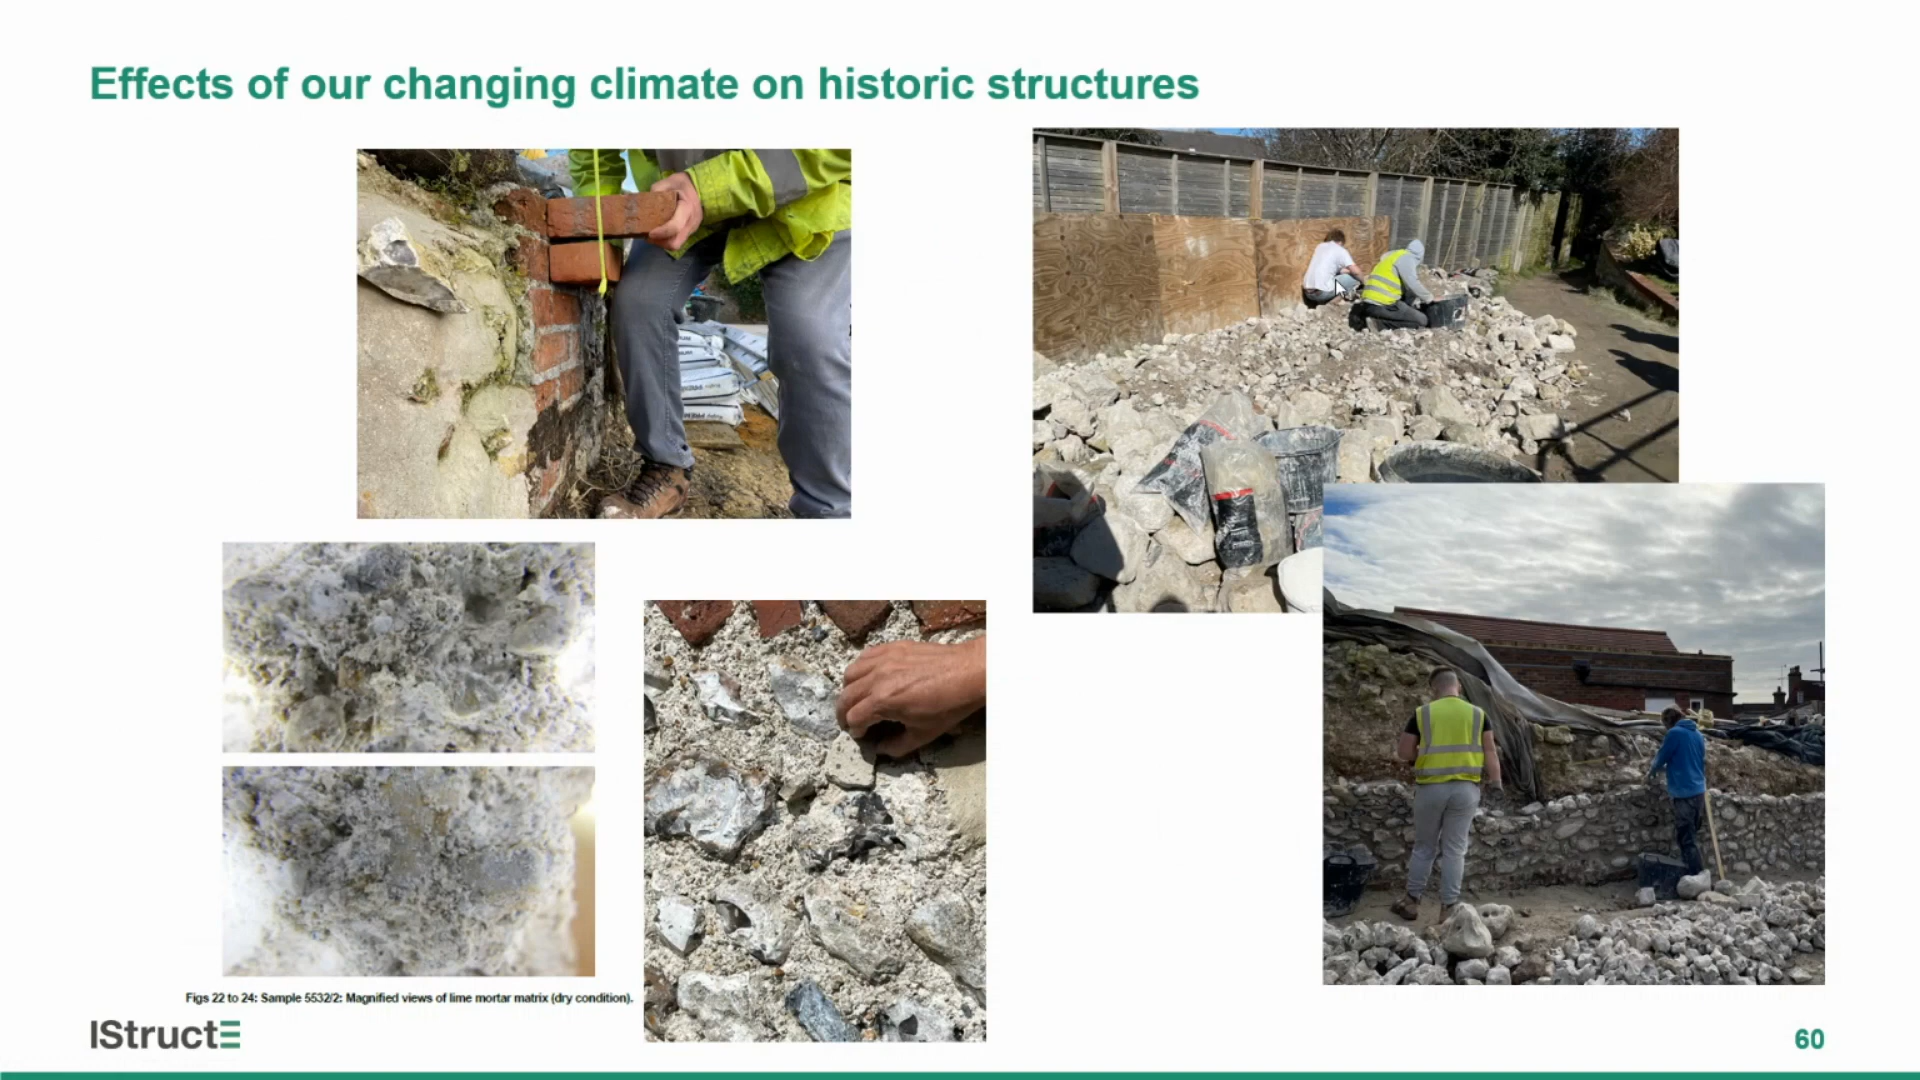 Effects of our changing climate on historic structures
Figs 22 to 24: Sample 5532/2: Magnified views of lime mortar matrix (dry condition).
IStructE
60